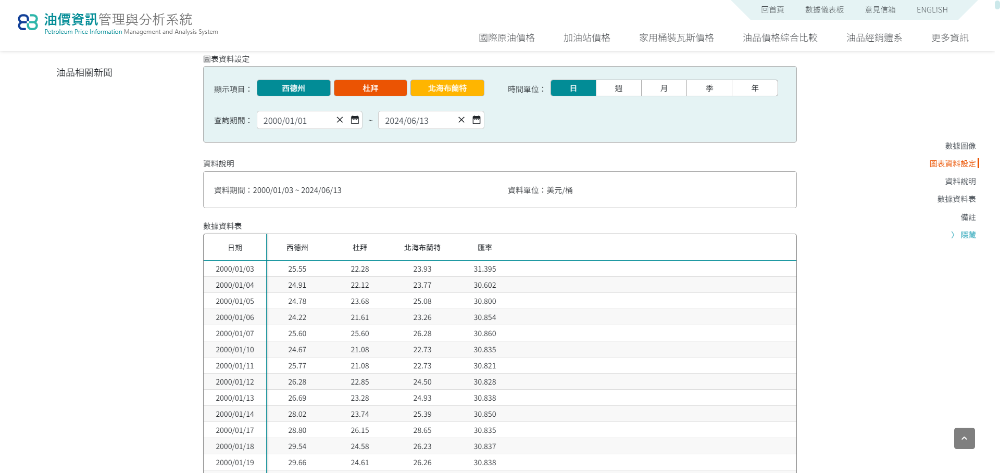 回首頁 數據儀表板 意見信箱 ENGLISH
油價資訊管理與分析系統
Petroleum Price Information Management and Analysis System
國際原油價格 加油站價格 家用桶裝瓦斯價格 油品價格綜合比較 油品經銷體系 更多資訊
油品相關新聞
圖表資料設定
顯示項目： 西德州 杜拜 北海布蘭特 時間單位： 日 週 月 季 年
查詢期間： 2000/01/01 ~ 2024/06/13
資料說明
資料期間：2000/01/03 ~ 2024/06/13 資料單位：美元/桶
數據資料表
日期 西德州 杜拜 北海布蘭特 匯率
2000/01/03 25.55 22.28 23.93 31.395
2000/01/04 24.91 22.12 23.77 30.602
2000/01/05 24.78 23.68 25.08 30.800
2000/01/06 24.22 21.61 23.26 30.854
2000/01/07 25.60 25.60 26.28 30.860
2000/01/10 24.67 21.08 22.73 30.835
2000/01/11 25.77 21.08 22.73 30.821
2000/01/12 26.28 22.85 24.50 30.828
2000/01/13 26.69 23.28 24.93 30.838
2000/01/14 28.02 23.74 25.39 30.850
2000/01/17 28.80 26.15 28.65 30.835
2000/01/18 29.54 24.58 26.23 30.837
2000/01/19 29.66 24.61 26.26 30.838
數據圖像
圖表資料設定
資料說明
數據資料表
備註
〉 隱藏